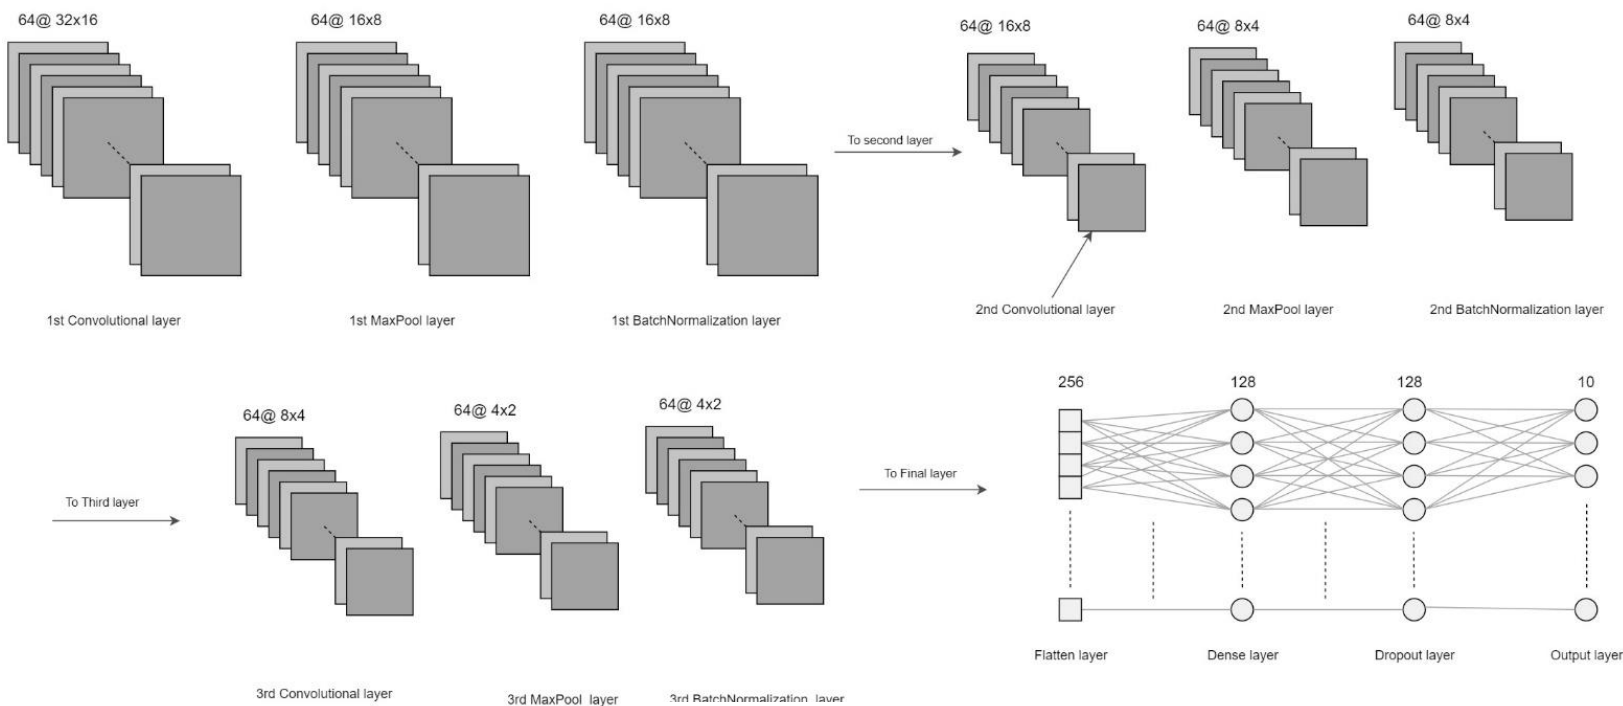 64@ 32x16
64@ 16x8
64@ 16x8
64@ 16x8
64@ 8x4
64@ 8x4
To second layer
1st Convolutional layer
1st MaxPool layer
1st BatchNormalization layer
2nd Convolutional layer
2nd MaxPool layer
2nd BatchNormalization layer
64@ 8x4
64@ 4x2
64@ 4x2
256
128
128
10
To Third layer
To Final layer
Flatten layer
Dense layer
Dropout layer
Output layer
3rd Convolutional layer
3rd MaxPool layer
3rd BatchNormalization layer